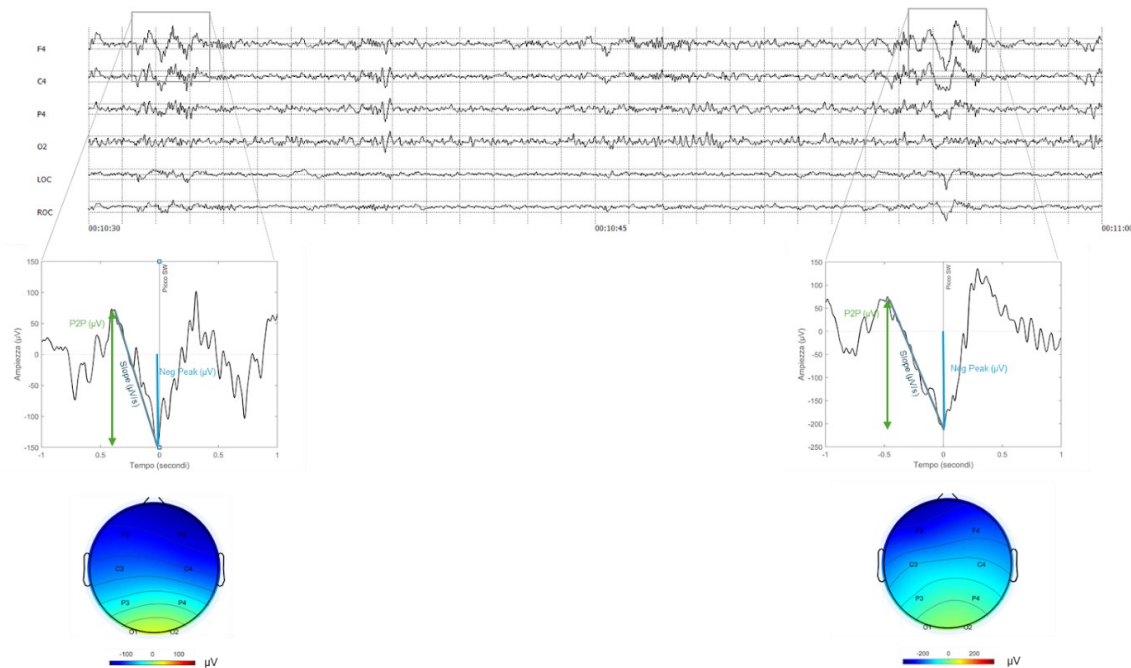 F4
C4
P4
O2
LOC
ROC
00:10:30
00:10:45
00:11:00
150
100
50
0
-50
-100
-150
Ampiezza (µV)
P2P (µV)
Slope (µV/s)
Neg Peak (µV)
Picco SW
-1
0.5
0
0.5
1
Tempo (secondi)
150
100
50
0
-50
-100
-150
-200
-250
Ampiezza (µV)
P2P (µV)
Slope (µV/s)
Neg Peak (µV)
Picco SW
-1
-0.5
0
0.5
1
Tempo (secondi)
C3 C4
P3 P4
O1 O2
-100 0 100 µV
F4
C3 C4
P3 P4
O1 O2
-200 0 200 µV